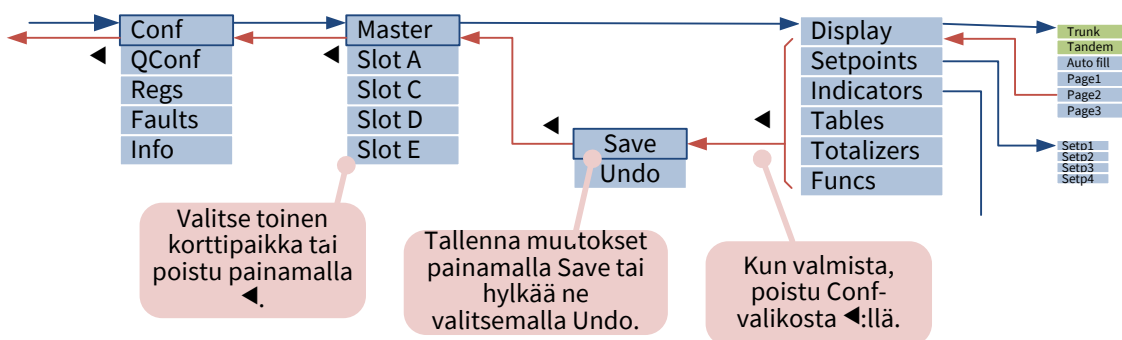 Conf
QConf
Regs
Faults
Info
Master
Slot A
Slot C
Slot D
Slot E
Save
Undo
Display
Setpoints
Indicators
Tables
Totalizers
Funcs
Trunk
Tandem
Auto fill
Page1
Page2
Page3
Setp1
Setp2
Setp3
Setp4
Valitse toinen
korttipaikka tai
poistu painamalla
◀.
Tallenna muutokset
painamalla Save tai
hylkää ne
valitsemalla Undo.
Kun valmista,
poistu Conf-
valikosta ◀:llä.